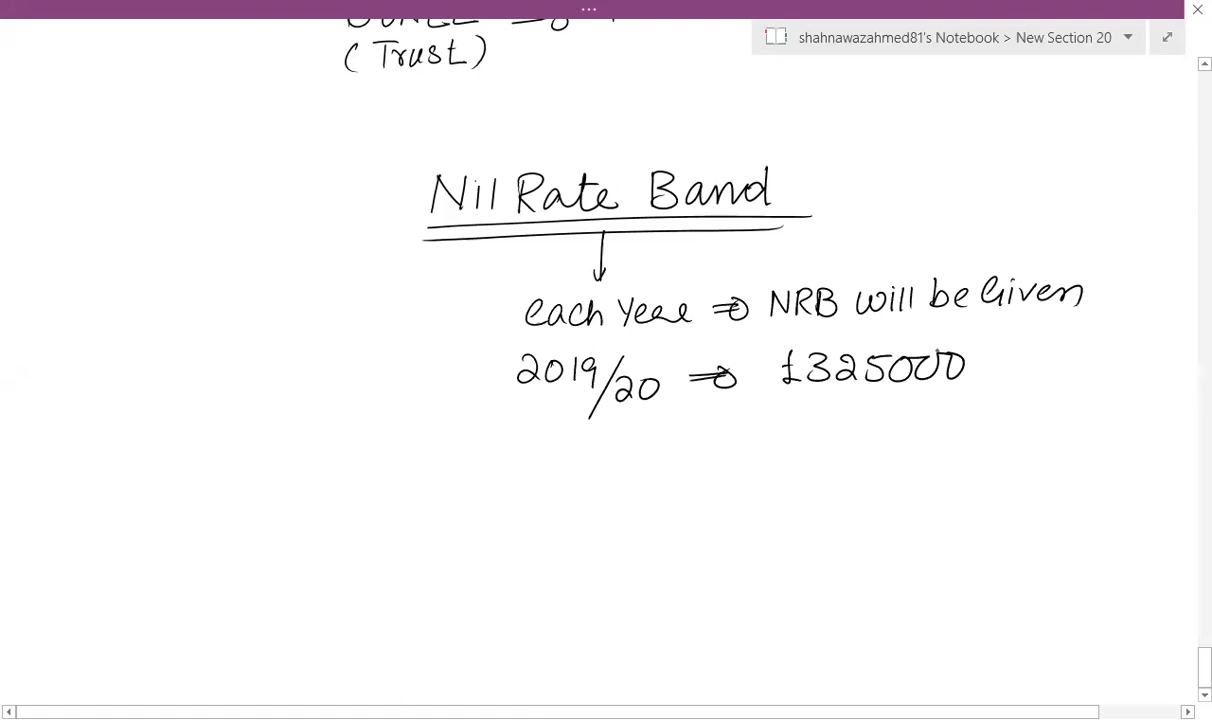 (Trust)
shahnawazahmed81's Notebook > New Section 20
Nil Rate Band
each Year ⇒ NRB will be Given
2019/20 ⇒ £325000